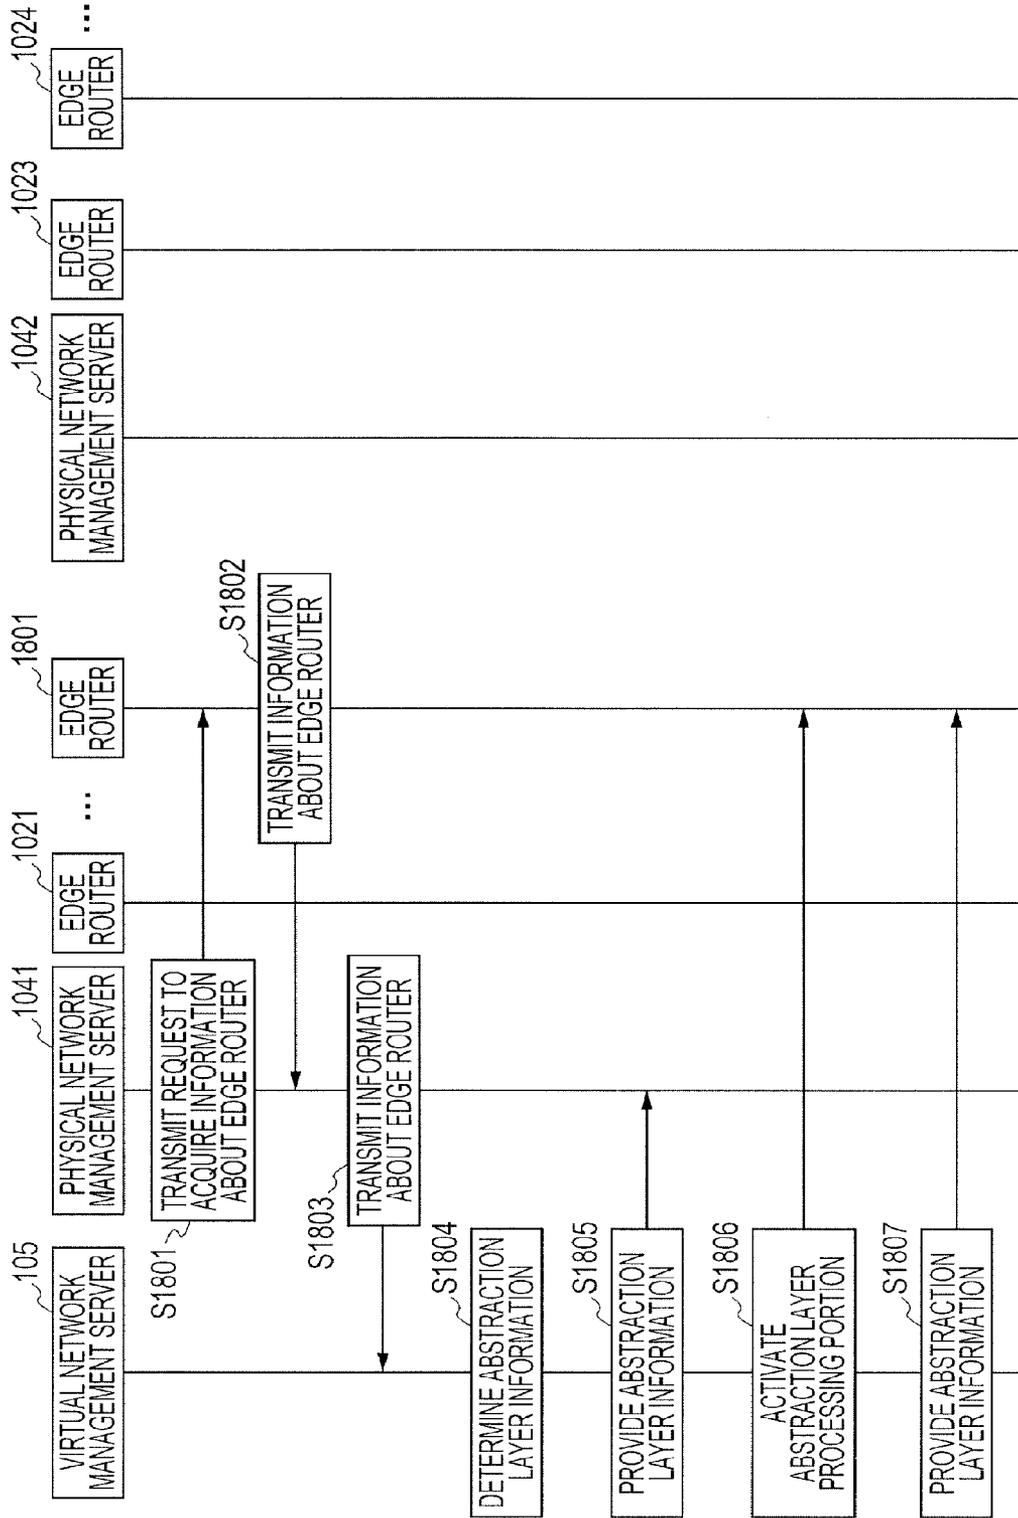 105
VIRTUAL NETWORK
MANAGEMENT SERVER
1041
PHYSICAL NETWORK
MANAGEMENT SERVER
1021
EDGE
ROUTER
...
1801
EDGE
ROUTER
1042
PHYSICAL NETWORK
MANAGEMENT SERVER
1023
EDGE
ROUTER
1024
EDGE
ROUTER
...
S1801
TRANSMIT REQUEST TO
ACQUIRE INFORMATION
ABOUT EDGE ROUTER
S1802
TRANSMIT INFORMATION
ABOUT EDGE ROUTER
S1803
TRANSMIT INFORMATION
ABOUT EDGE ROUTER
S1804
DETERMINE ABSTRACTION
LAYER INFORMATION
S1805
PROVIDE ABSTRACTION
LAYER INFORMATION
S1806
ACTIVATE
ABSTRACTION LAYER
PROCESSING PORTION
S1807
PROVIDE ABSTRACTION
LAYER INFORMATION